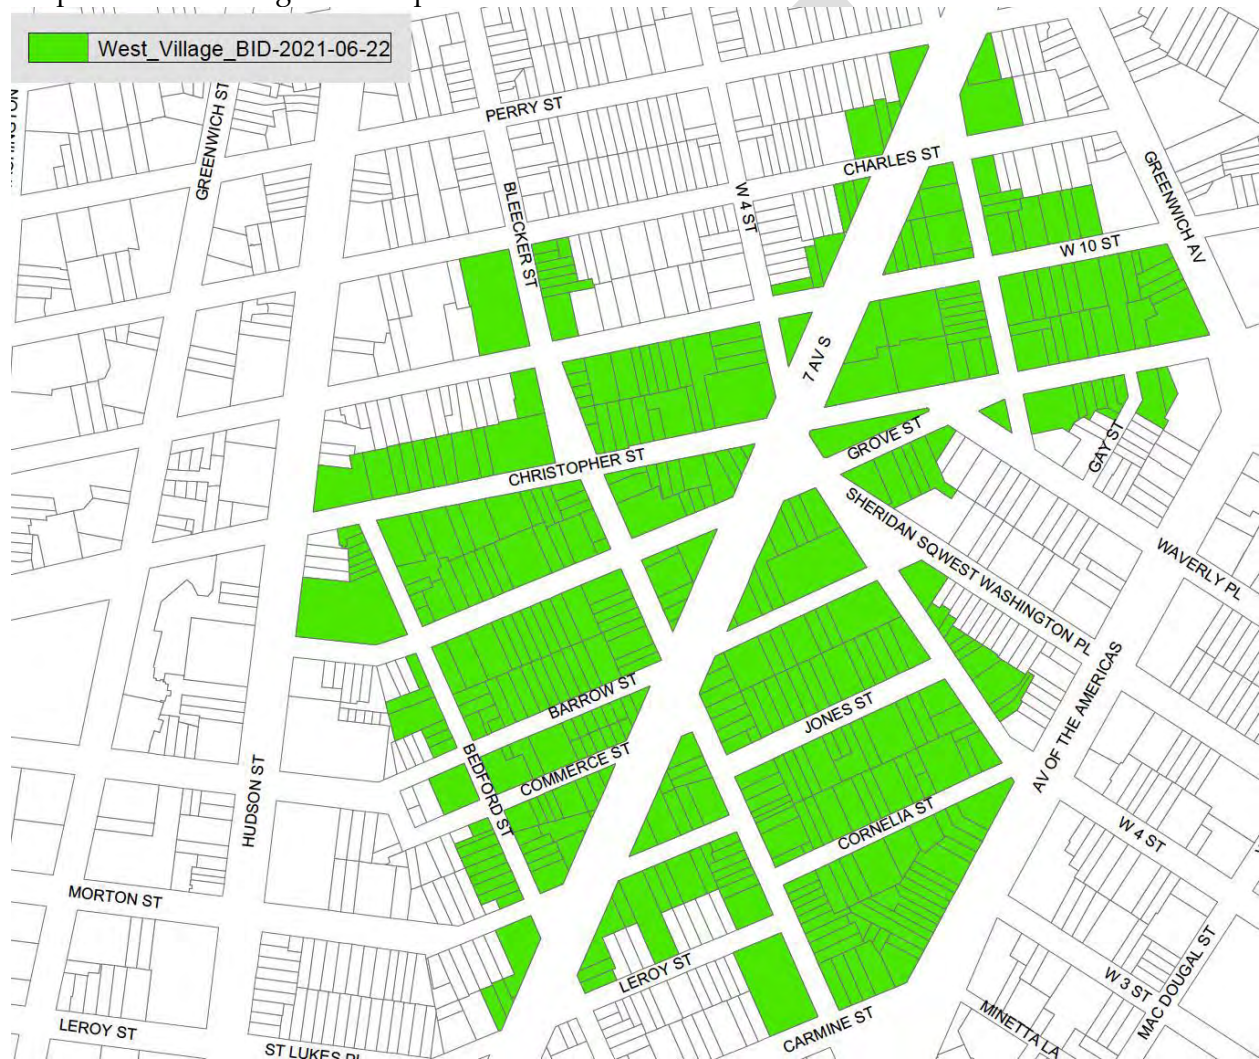 West_Village_BID-2021-06-22
PERRY ST
GREENWICH ST
CHARLES ST
GREENWICH AV
BLEECKER ST
W 4 ST
W 10 ST
7 AV S
GROVE ST
GAY ST
CHRISTOPHER ST
SHERIDAN SQ
WEST WASHINGTON PL
WAVERLY PL
BARROW ST
JONES ST
AV OF THE AMERICAS
COMMERCE ST
BEDFORD ST
HUDSON ST
CORNELIA ST
W 4 ST
MORTON ST
LEROY ST
W 3 ST
MAC DOUGAL ST
LEROY ST
CARMINE ST
MINETTA LA